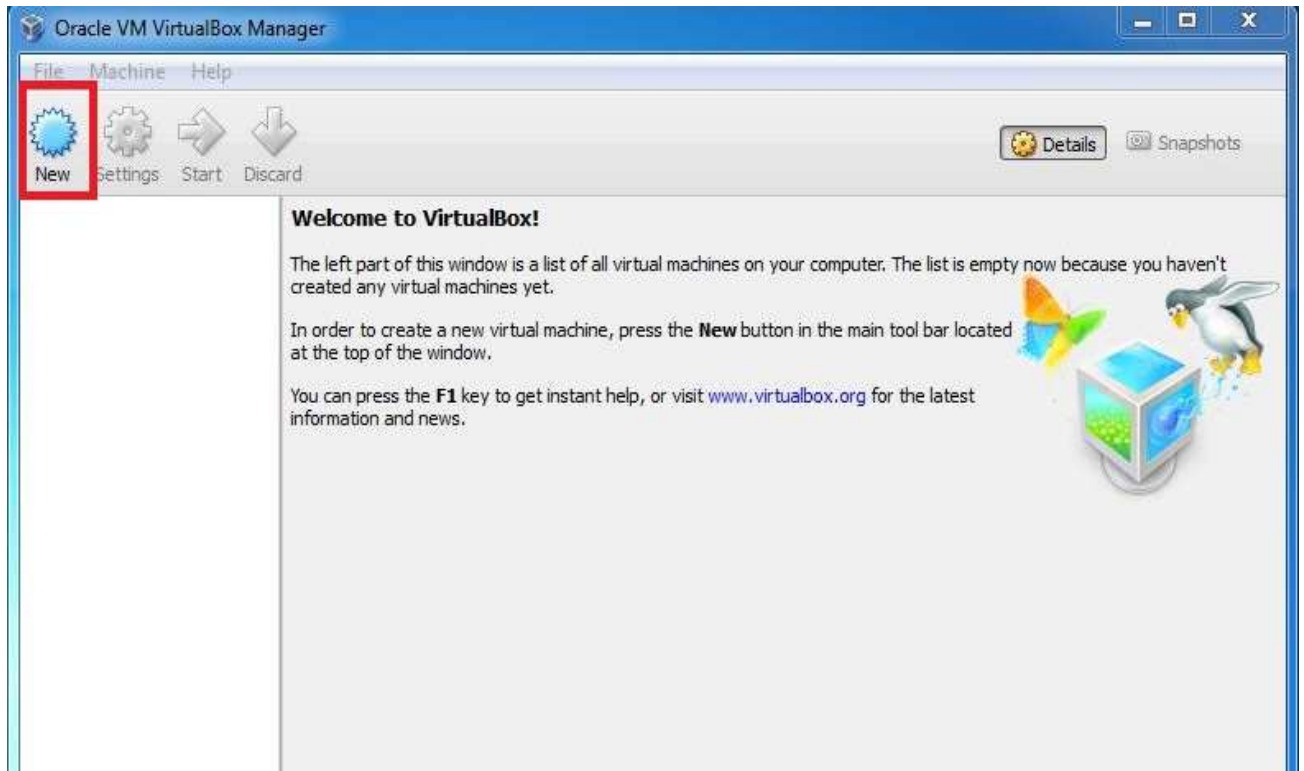 Oracle VM VirtualBox Manager
File Machine Help
New Settings Start Discard
Details Snapshots
Welcome to VirtualBox!
The left part of this window is a list of all virtual machines on your computer. The list is empty now because you haven't
created any virtual machines yet.
In order to create a new virtual machine, press the New button in the main tool bar located
at the top of the window.
You can press the F1 key to get instant help, or visit www.virtualbox.org for the latest
information and news.